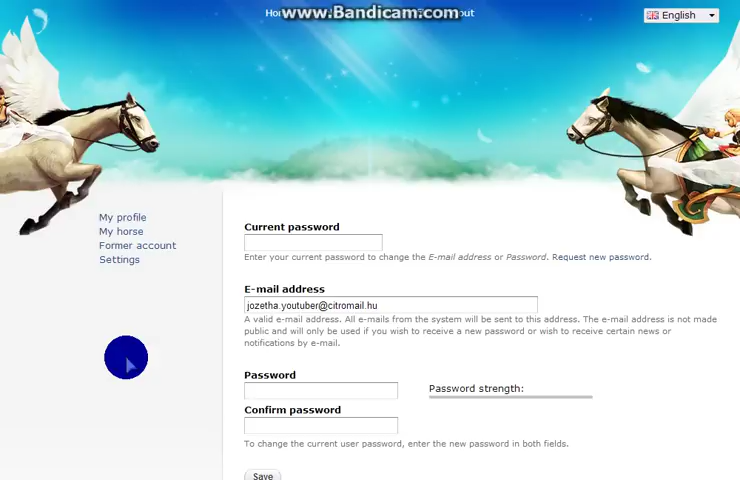 www.Bandicam.com
English
My profile
My horse
Former account
Settings
Current password
Enter your current password to change the E-mail address or Password. Request new password.
E-mail address
jozetha.youtuber@citromail.hu
A valid e-mail address. All e-mails from the system will be sent to this address. The e-mail address is not made
public and will only be used if you wish to receive a new password or wish to receive certain news or
notifications by e-mail.
Password
Password strength:
Confirm password
To change the current user password, enter the new password in both fields.
Save